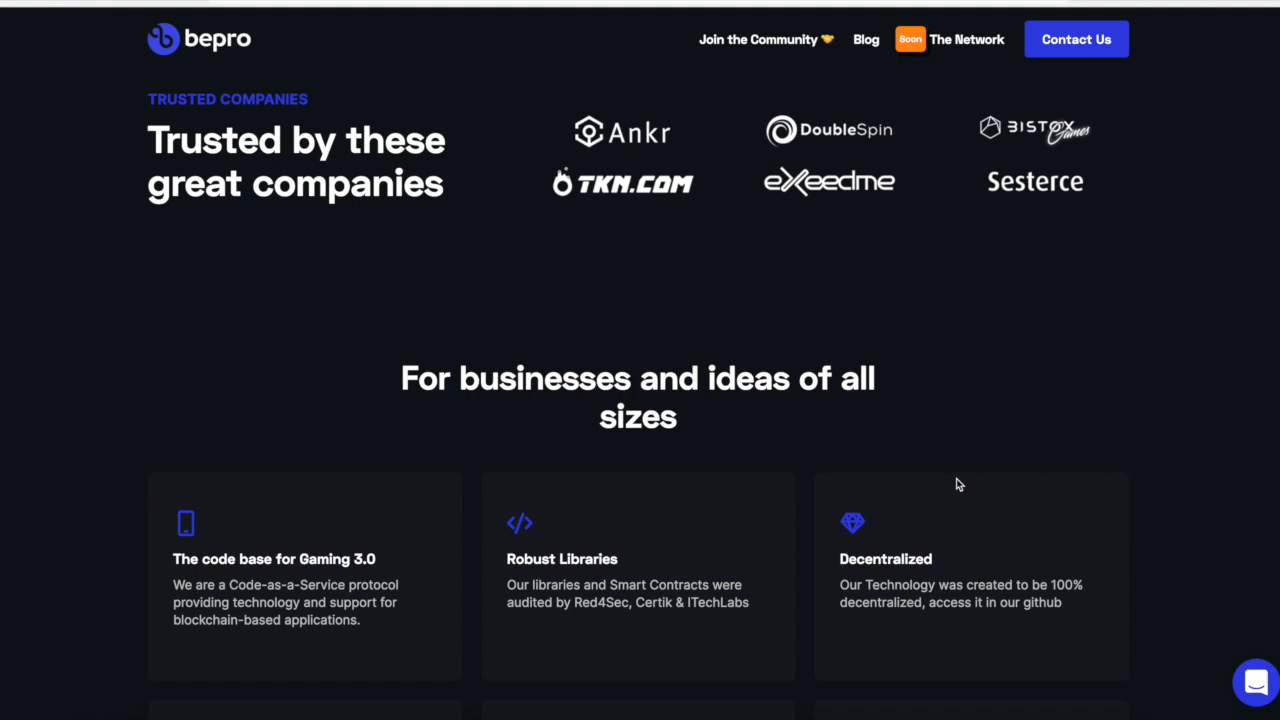 bepro
Join the Community
Blog
Soon
The Network
Contact Us
TRUSTED COMPANIES
Trusted by these
great companies
Ankr
DoubleSpin
BISTOX
Games
TKN.COM
eXeedme
Sesterce
For businesses and ideas of all
sizes
The code base for Gaming 3.0
We are a Code-as-a-Service protocol
providing technology and support for
blockchain-based applications.
Robust Libraries
Our libraries and Smart Contracts were
audited by Red4Sec, Certik & ITechLabs
Decentralized
Our Technology was created to be 100%
decentralized, access it in our github